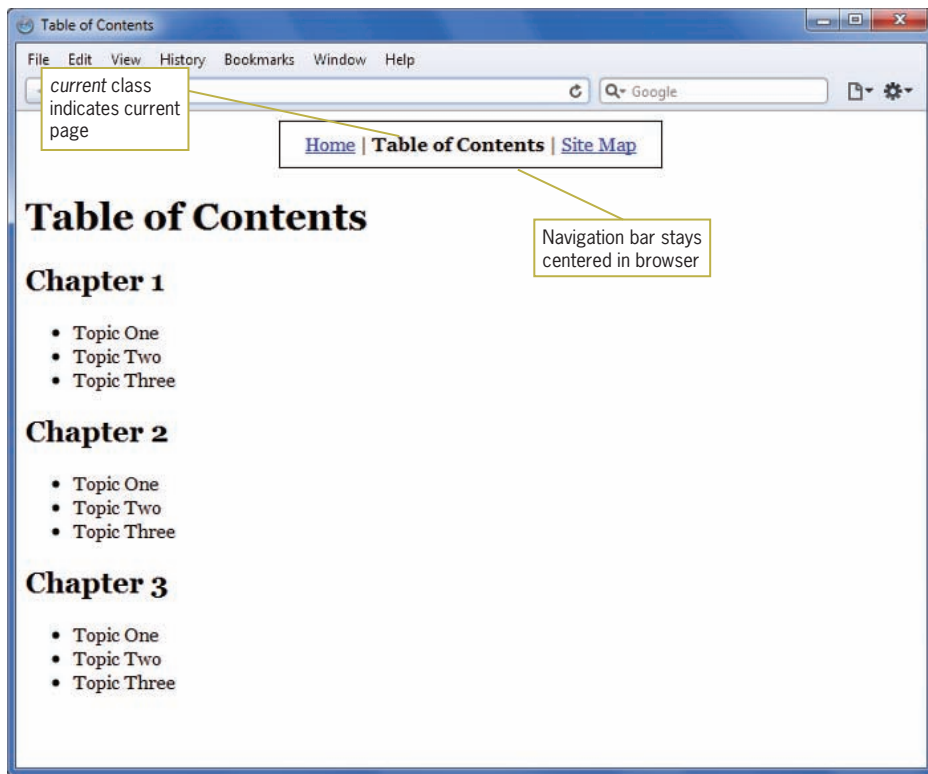 Table of Contents
File Edit View History Bookmarks Window Help
current class
indicates current
page
Google
Home | Table of Contents | Site Map
Navigation bar stays
centered in browser
Table of Contents
Chapter 1
• Topic One
• Topic Two
• Topic Three
Chapter 2
• Topic One
• Topic Two
• Topic Three
Chapter 3
• Topic One
• Topic Two
• Topic Three